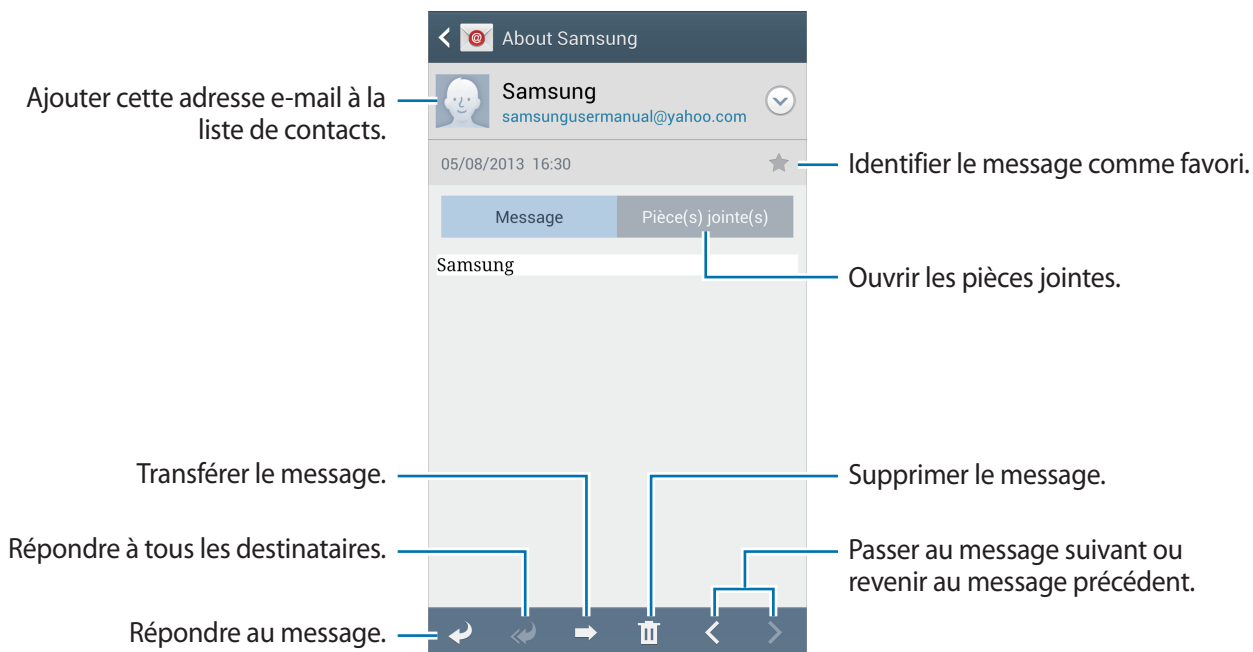 About Samsung
Ajouter cette adresse e-mail à la
liste de contacts.
Samsung
samsungusermanual@yahoo.com
05/08/2013 16:30
Identifier le message comme favori.
Message
Pièce(s) jointe(s)
Samsung
Ouvrir les pièces jointes.
Transférer le message.
Supprimer le message.
Répondre à tous les destinataires.
Passer au message suivant ou
revenir au message précédent.
Répondre au message.